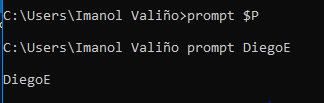 C:\Users\Imanol Valiño>prompt $P
C:\Users\Imanol Valiño prompt DiegoE
DiegoE